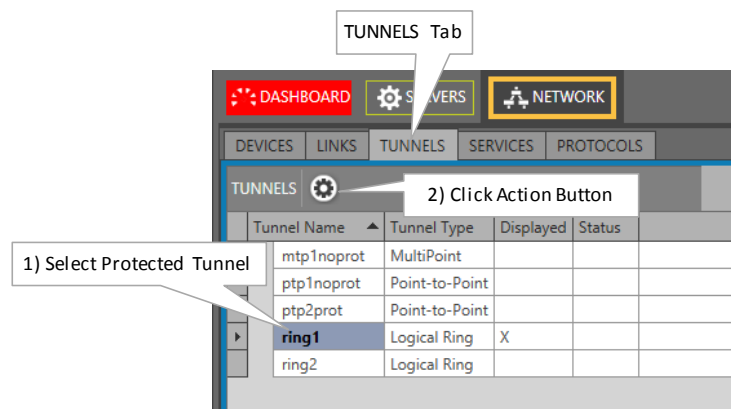 TUNNELS Tab
DASHBOARD
NETWORK
DEVICES LINKS TUNNELS SERVICES PROTOCOLS
TUNNELS
2) Click Action Button
Tunnel Name Tunnel Type Displayed Status
1) Select Protected Tunnel
mtp1noprot MultiPoint
ptp1noprot Point-to-Point
ptp2prot Point-to-Point
ring1 Logical Ring X
ring2 Logical Ring